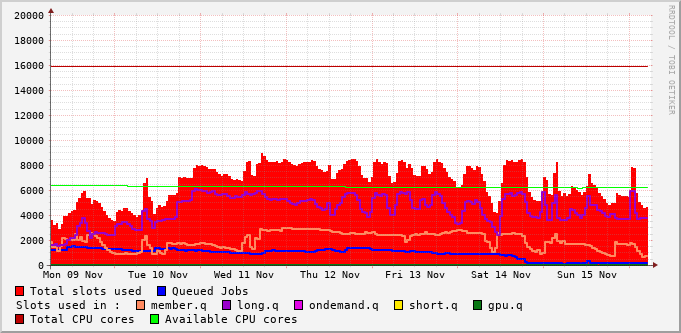 RRDTOOL / TOBI OETIKER
20000
18000
16000
14000
12000
10000
8000
6000
4000
2000
0
Mon 09 Nov Tue 10 Nov Wed 11 Nov Thu 12 Nov Fri 13 Nov Sat 14 Nov Sun 15 Nov
Total slots used Queued Jobs
Slots used in : member.q long.q ondemand.q short.q gpu.q
Total CPU cores Available CPU cores